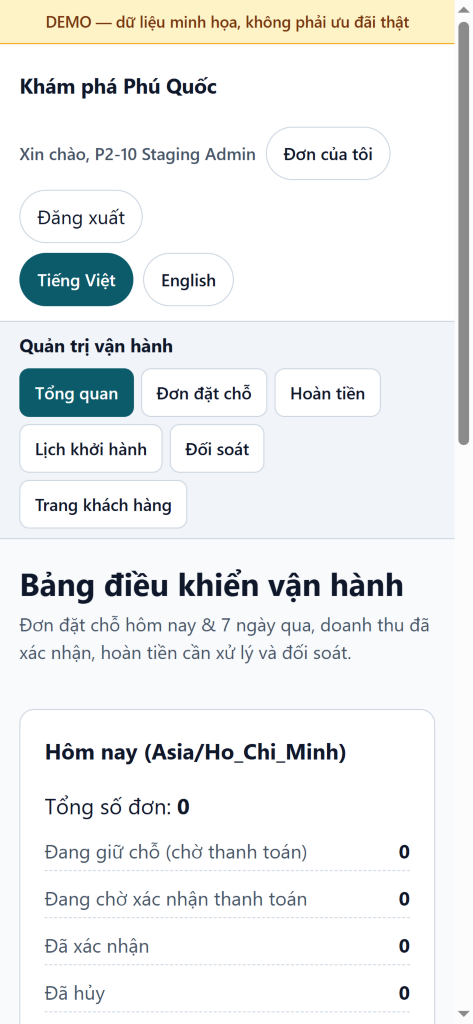 DEMO — dữ liệu minh họa, không phải ưu đãi thật
Khám phá Phú Quốc
Xin chào, P2-10 Staging Admin
Đơn của tôi
Đăng xuất
Tiếng Việt
English
Quản trị vận hành
Tổng quan
Đơn đặt chỗ
Hoàn tiền
Lịch khởi hành
Đối soát
Trang khách hàng
Bảng điều khiển vận hành
Đơn đặt chỗ hôm nay & 7 ngày qua, doanh thu đã
xác nhận, hoàn tiền cần xử lý và đối soát.
Hôm nay (Asia/Ho_Chi_Minh)
Tổng số đơn: 0
Đang giữ chỗ (chờ thanh toán) 0
Đang chờ xác nhận thanh toán 0
Đã xác nhận 0
Đã hủy 0